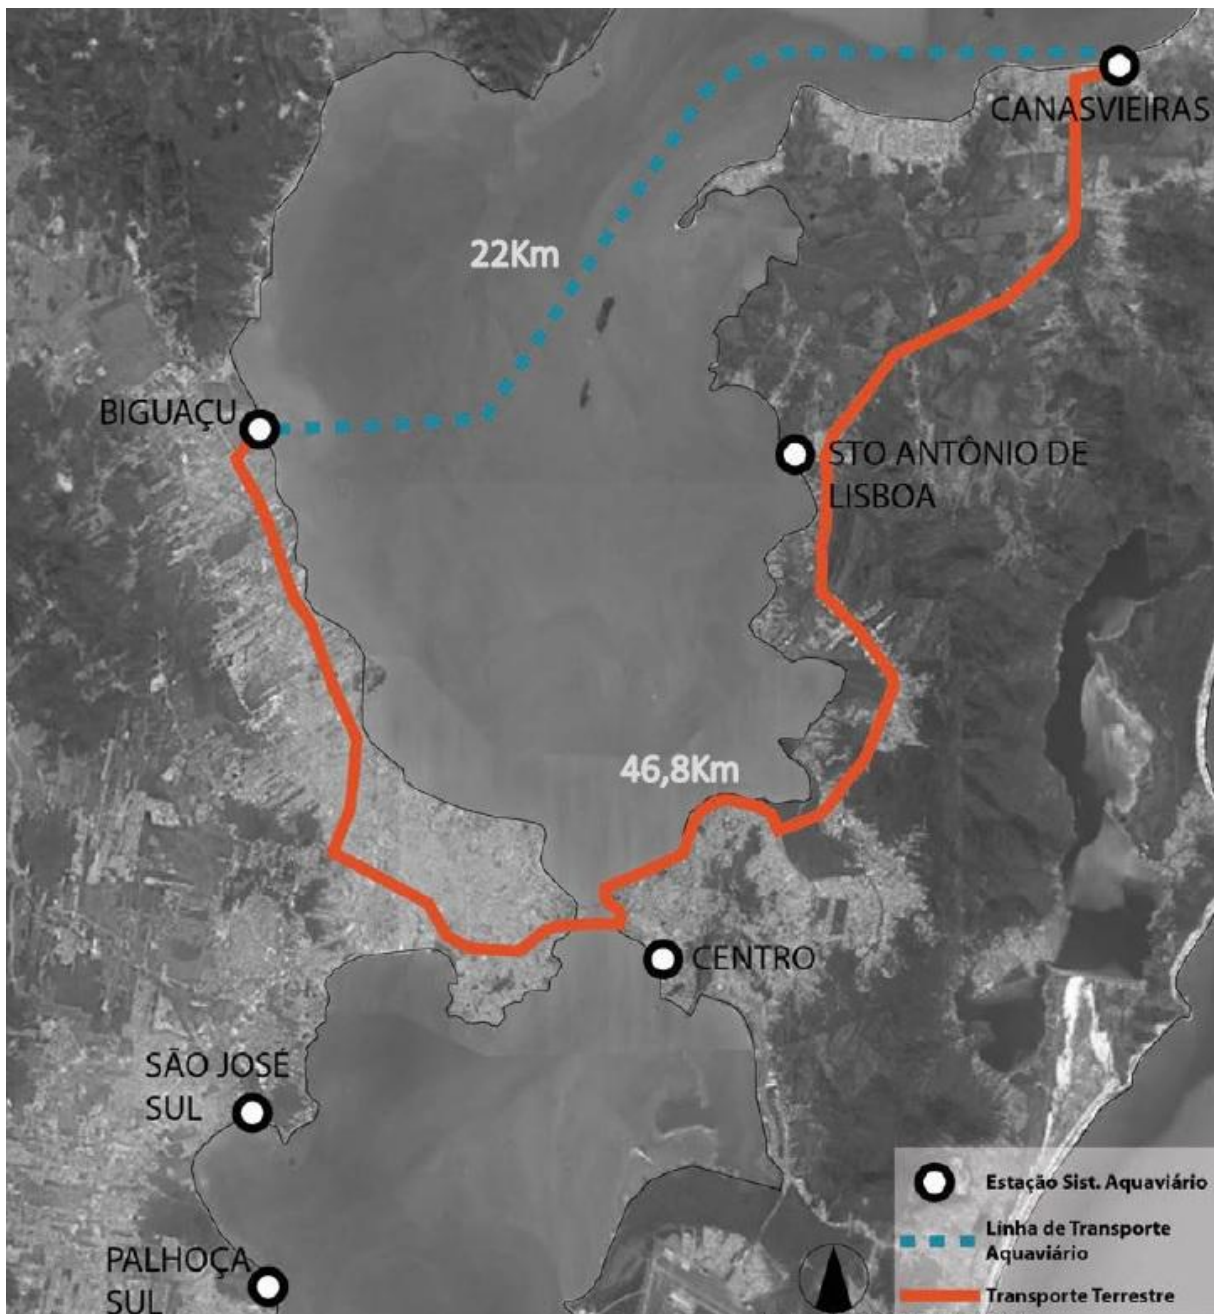 CANASVIEIRAS
22Km
BIGUAÇU
STO ANTÔNIO DE
LISBOA
46,8Km
CENTRO
SÃO JOSÉ
SUL
PALHOÇA
SUL
Estação Sist. Aquaviário
Linha de Transporte
Aquaviário
Transporte Terrestre